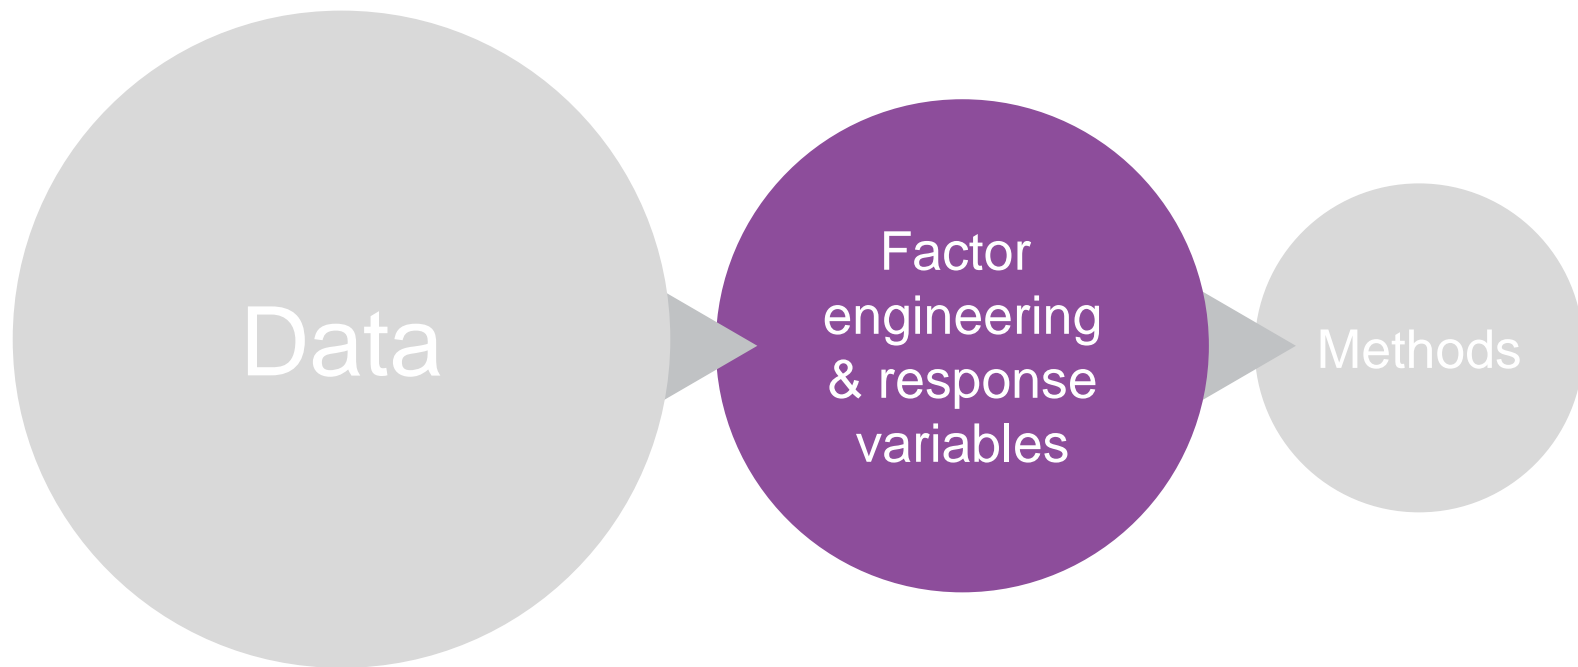 Data
Factor
engineering
& response
variables
Methods